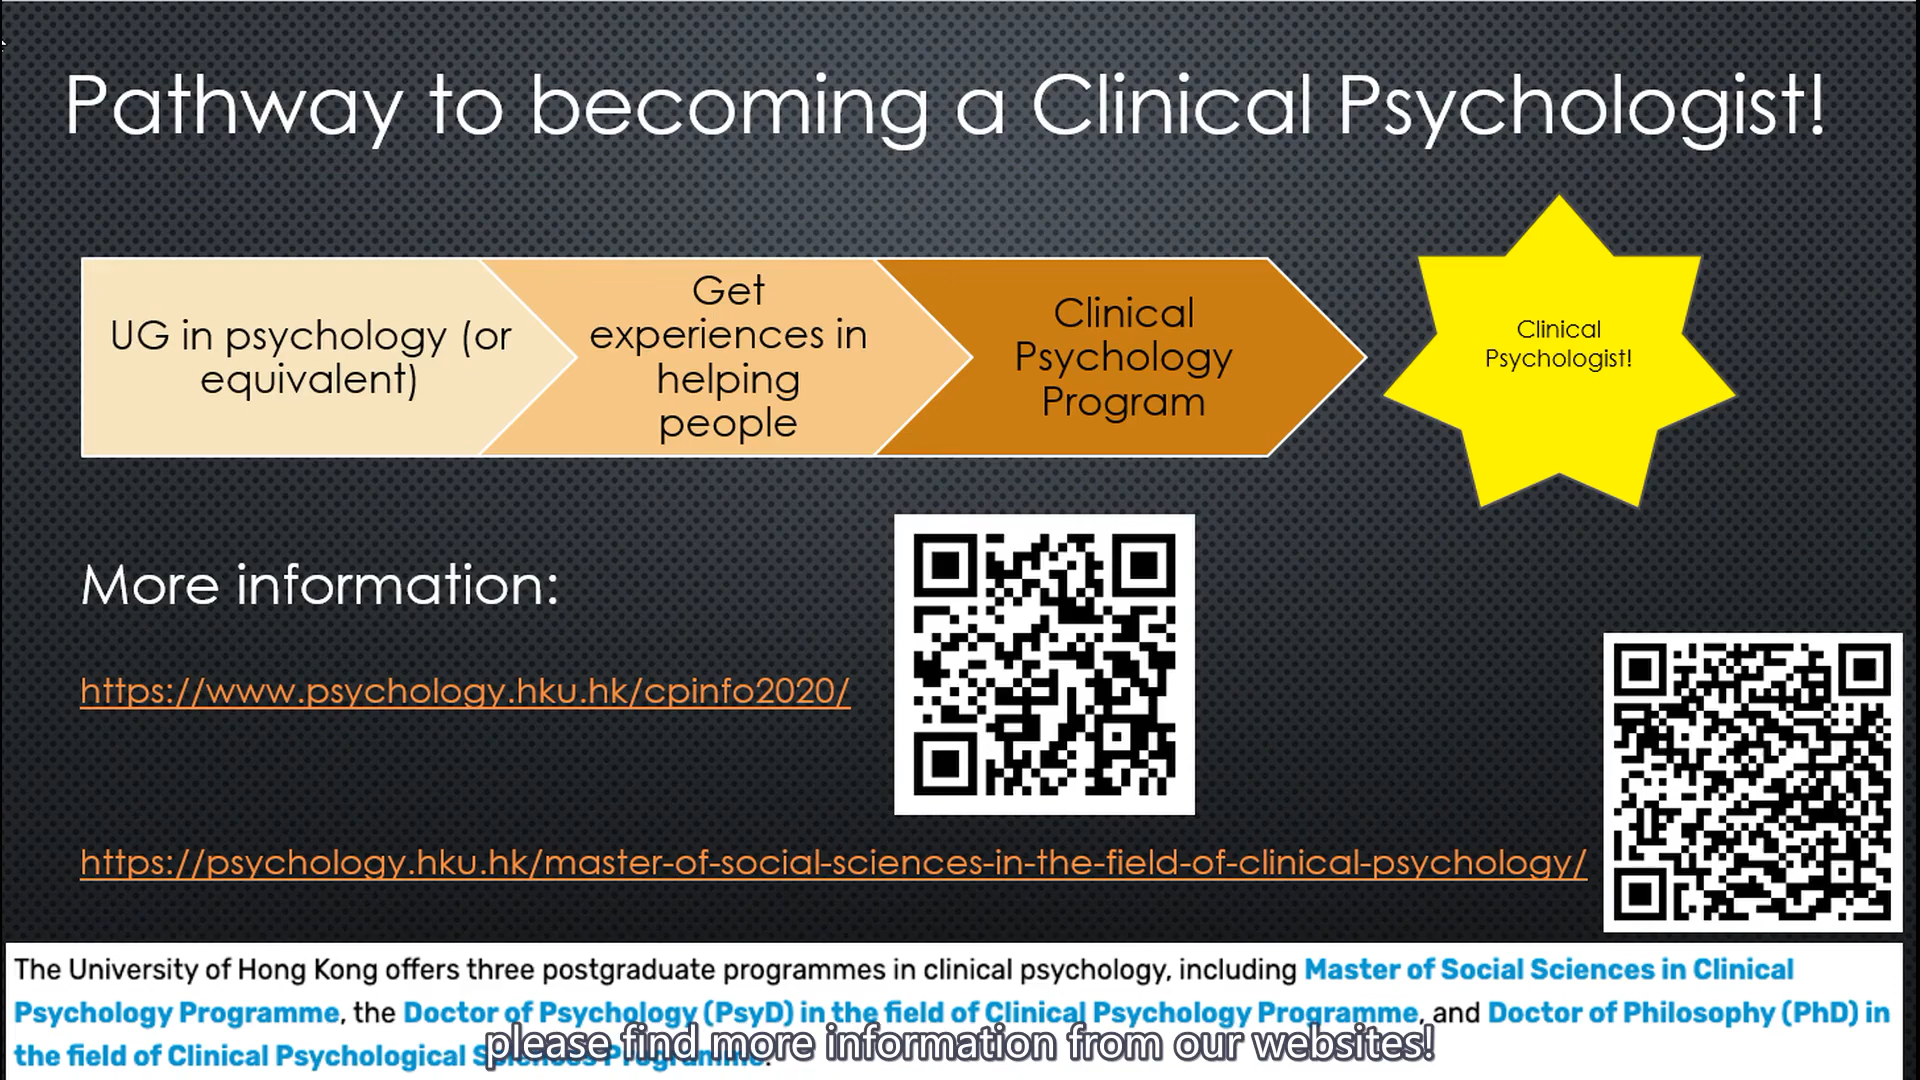 Pathway to becoming a Clinical Psychologist!
UG in psychology (or
equivalent)
Get
experiences in
helping
people
Clinical
Psychology
Program
Clinical
Psychologist!
More information:
https://www.psychology.hku.hk/cpinfo2020/
https://psychology.hku.hk/master-of-social-sciences-in-the-field-of-clinical-psychology/
The University of Hong Kong offers three postgraduate programmes in clinical psychology, including Master of Social Sciences in Clinical
Psychology Programme, the Doctor of Psychology (PsyD) in the field of Clinical Psychology Programme, and Doctor of Philosophy (PhD) in
the field of Clinical Psychological Sciences Programme.
please find more information from our websites!